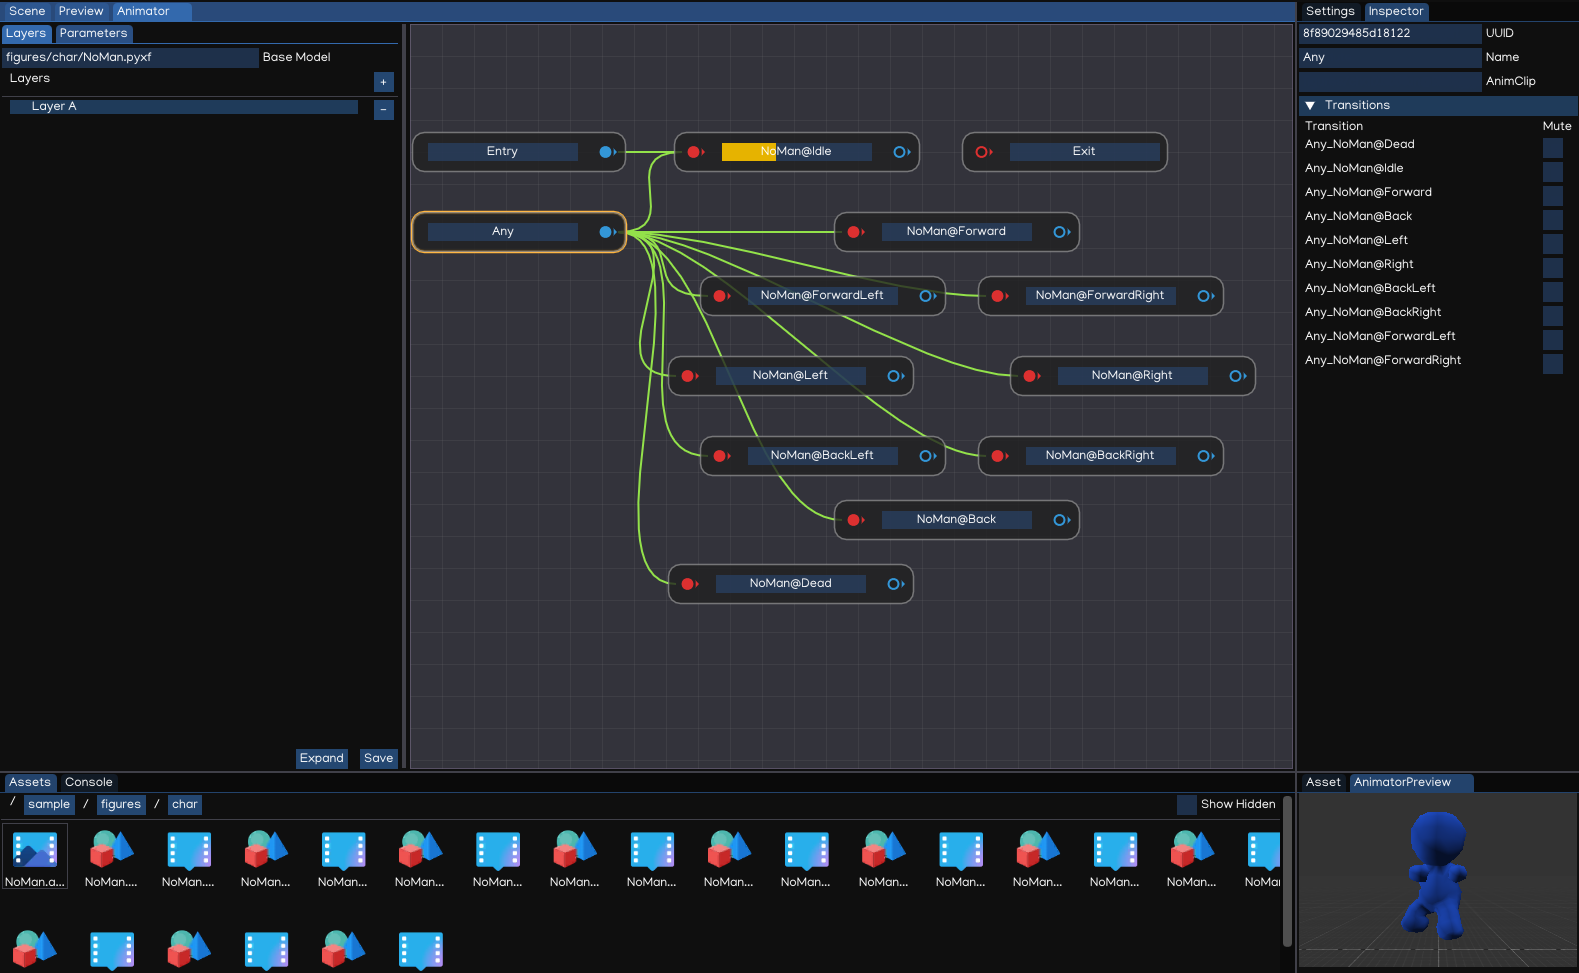 Scene Preview Animator
Layers Parameters
figures/char/NoMan.pyxf Base Model
Layers
+
Layer A
-
Expand Save
Entry
NoMan@Idle
Exit
Any
NoMan@Forward
NoMan@ForwardLeft
NoMan@ForwardRight
NoMan@Left
NoMan@Right
NoMan@BackLeft
NoMan@BackRight
NoMan@Back
NoMan@Dead
Settings Inspector
8f89029485d18122 UUID
Any Name
AnimClip
Transitions
Transition Mute
Any_NoMan@Dead
Any_NoMan@Idle
Any_NoMan@Forward
Any_NoMan@Back
Any_NoMan@Left
Any_NoMan@Right
Any_NoMan@BackLeft
Any_NoMan@BackRight
Any_NoMan@ForwardLeft
Any_NoMan@ForwardRight
Assets Console
/ sample / figures / char Show Hidden
NoMan.a... NoMan.... NoMan.... NoMan... NoMan... NoMan... NoMan... NoMan... NoMan... NoMan... NoMan... NoMan... NoMan... NoMan... NoMan... NoMan... NoMan
Asset AnimatorPreview